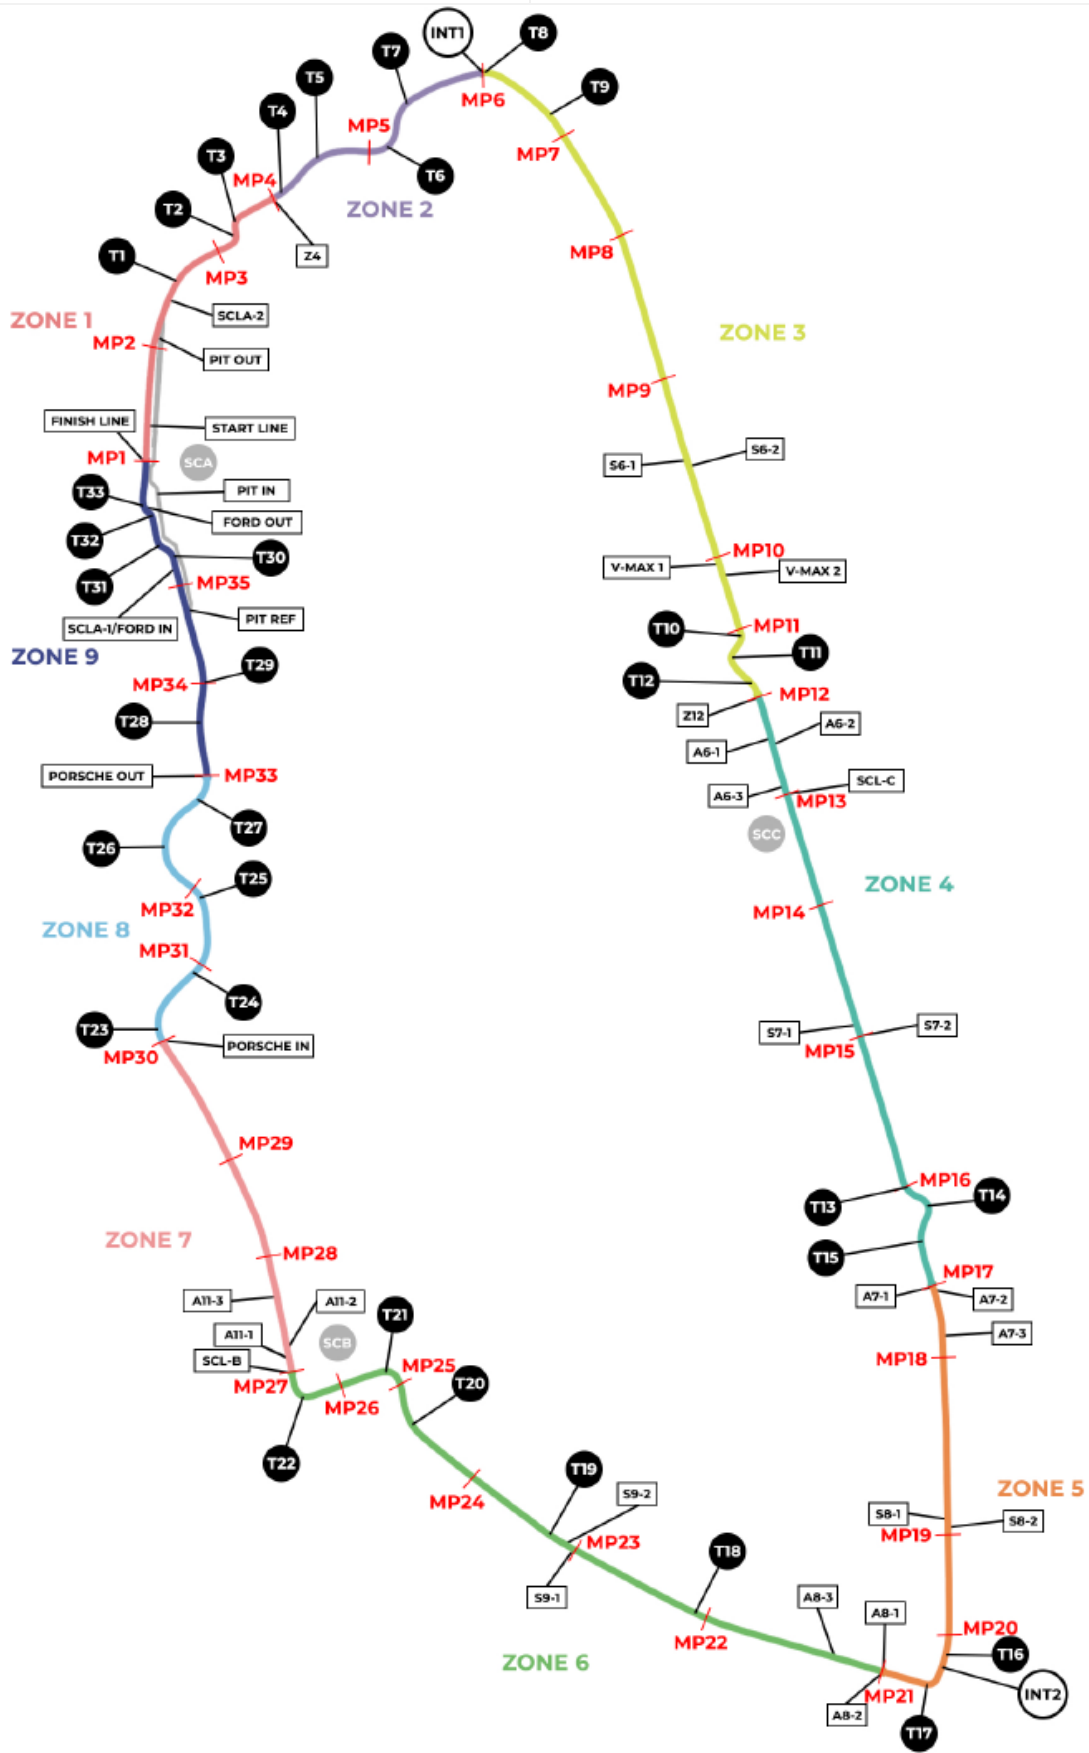 INT1
T8
T7
T5
T9
MP6
T4
MP5
MP7
T3
T6
MP4
T2
ZONE 2
MP3
Z4
MP8
T1
SCLA-2
ZONE 1
ZONE 3
MP2
PIT OUT
MP9
FINISH LINE
START LINE
MP1
SCA
S6-1
S6-2
T33
PIT IN
FORD OUT
T32
MP10
T30
V-MAX 1
V-MAX 2
T31
MP35
SCLA-1/FORD IN
PIT REF
T10
MP11
ZONE 9
T29
T11
MP34
T12
MP12
T28
Z12
A6-2
A6-1
PORSCHE OUT
MP33
SCL-C
A6-3
MP13
T27
SCC
T26
T25
ZONE 4
MP32
MP14
ZONE 8
MP31
T24
T23
PORSCHE IN
MP30
S7-1
S7-2
MP15
MP29
MP16
T14
T13
ZONE 7
MP28
T15
MP17
A11-3
A11-2
A7-1
A7-2
T21
A11-1
SCB
A7-3
SCL-B
MP18
MP27
MP25
T20
MP26
T22
T19
ZONE 5
S9-2
MP24
S8-1
S8-2
MP19
MP23
T18
S9-1
A8-3
A8-1
MP22
MP20
T16
ZONE 6
MP21
INT2
A8-2
T17